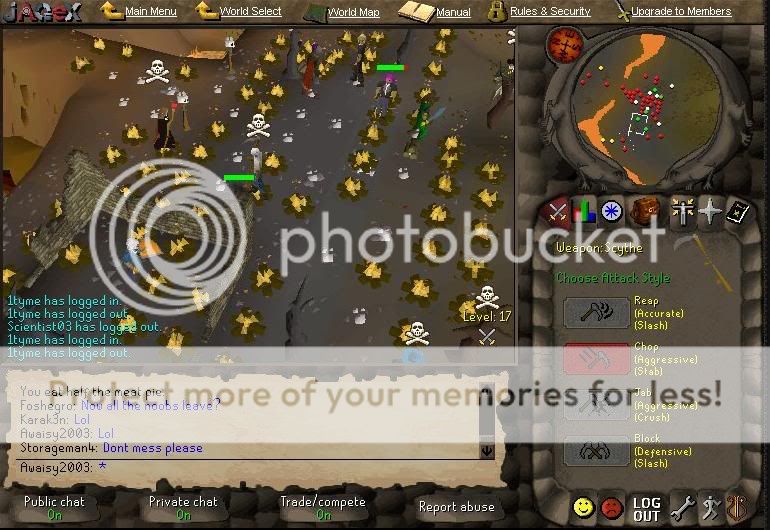 JAGEX Main Menu World Select World Map Manual Rules & Security Upgrade to Members
1tyme has logged in.
1tyme has logged out.
Scientist03 has logged out.
1tyme has logged in.
1tyme has logged out.
Level: 17
photobucket
Protect more of your memories for less!
You eat half the meat pie.
Foshegro: Now all the noobs leave?
Karak3n: Lol
Awaisy2003: Lol
Storageman4: Dont mess please
Awaisy2003: *
Public chat
On
Private chat
On
Trade/compete
On
Report abuse
Weapon: Scythe
Choose Attack Style
Reap
(Accurate)
(Slash)
Chop
(Aggressive)
(Stab)
Jab
(Aggressive)
(Crush)
Block
(Defensive)
(Slash)
LOG
OUT